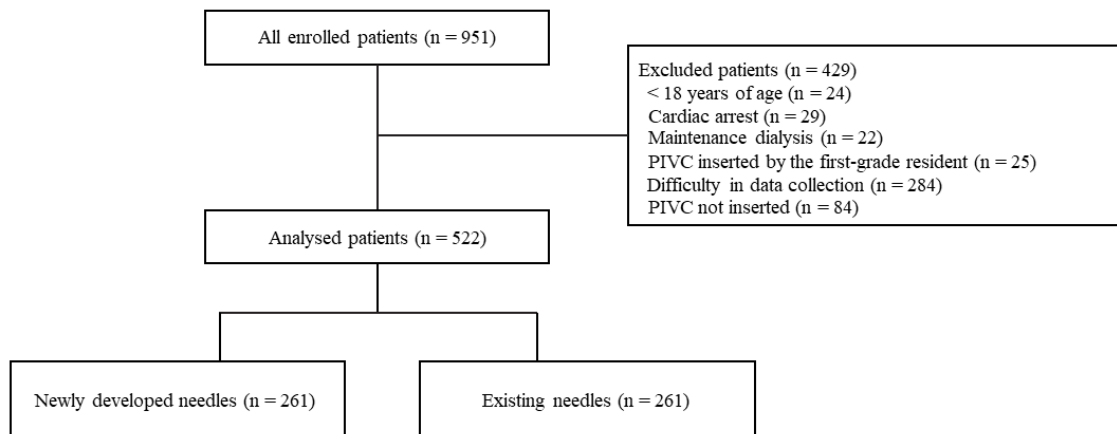 All enrolled patients (n = 951)
Excluded patients (n = 429)
< 18 years of age (n = 24)
Cardiac arrest (n = 29)
Maintenance dialysis (n = 22)
PIVC inserted by the first-grade resident (n = 25)
Difficulty in data collection (n = 284)
PIVC not inserted (n = 84)
Analysed patients (n = 522)
Newly developed needles (n = 261)
Existing needles (n = 261)